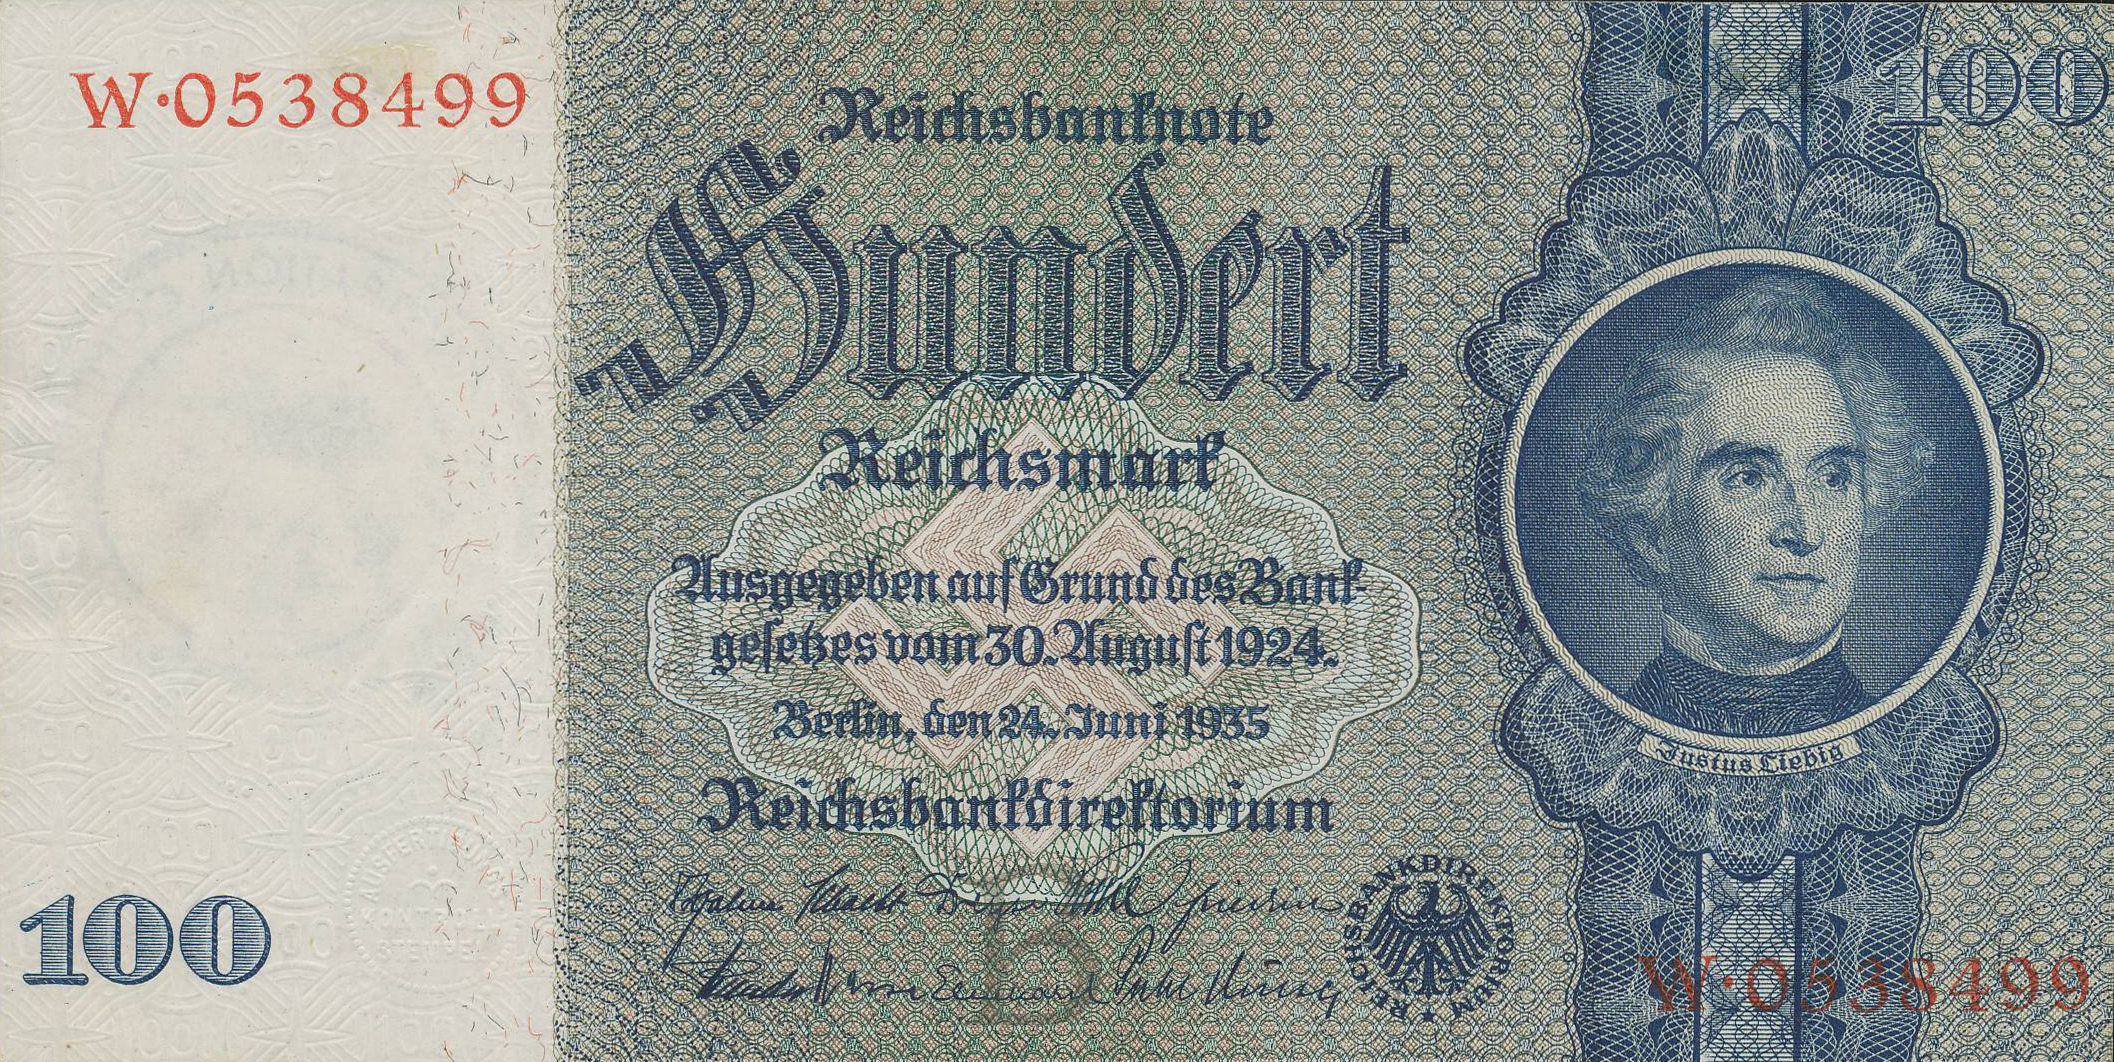 W·0538499
100
Reichsbanknote
Hundert
Reichsmark
Ausgegeben auf Grund des Bank-
gesetzes vom 30. August 1924.
Berlin, den 24. Juni 1935
Reichsbankdirektorium
REICHSBANKDIREKTORIUM
Justus Liebig
b
100
W·0538499